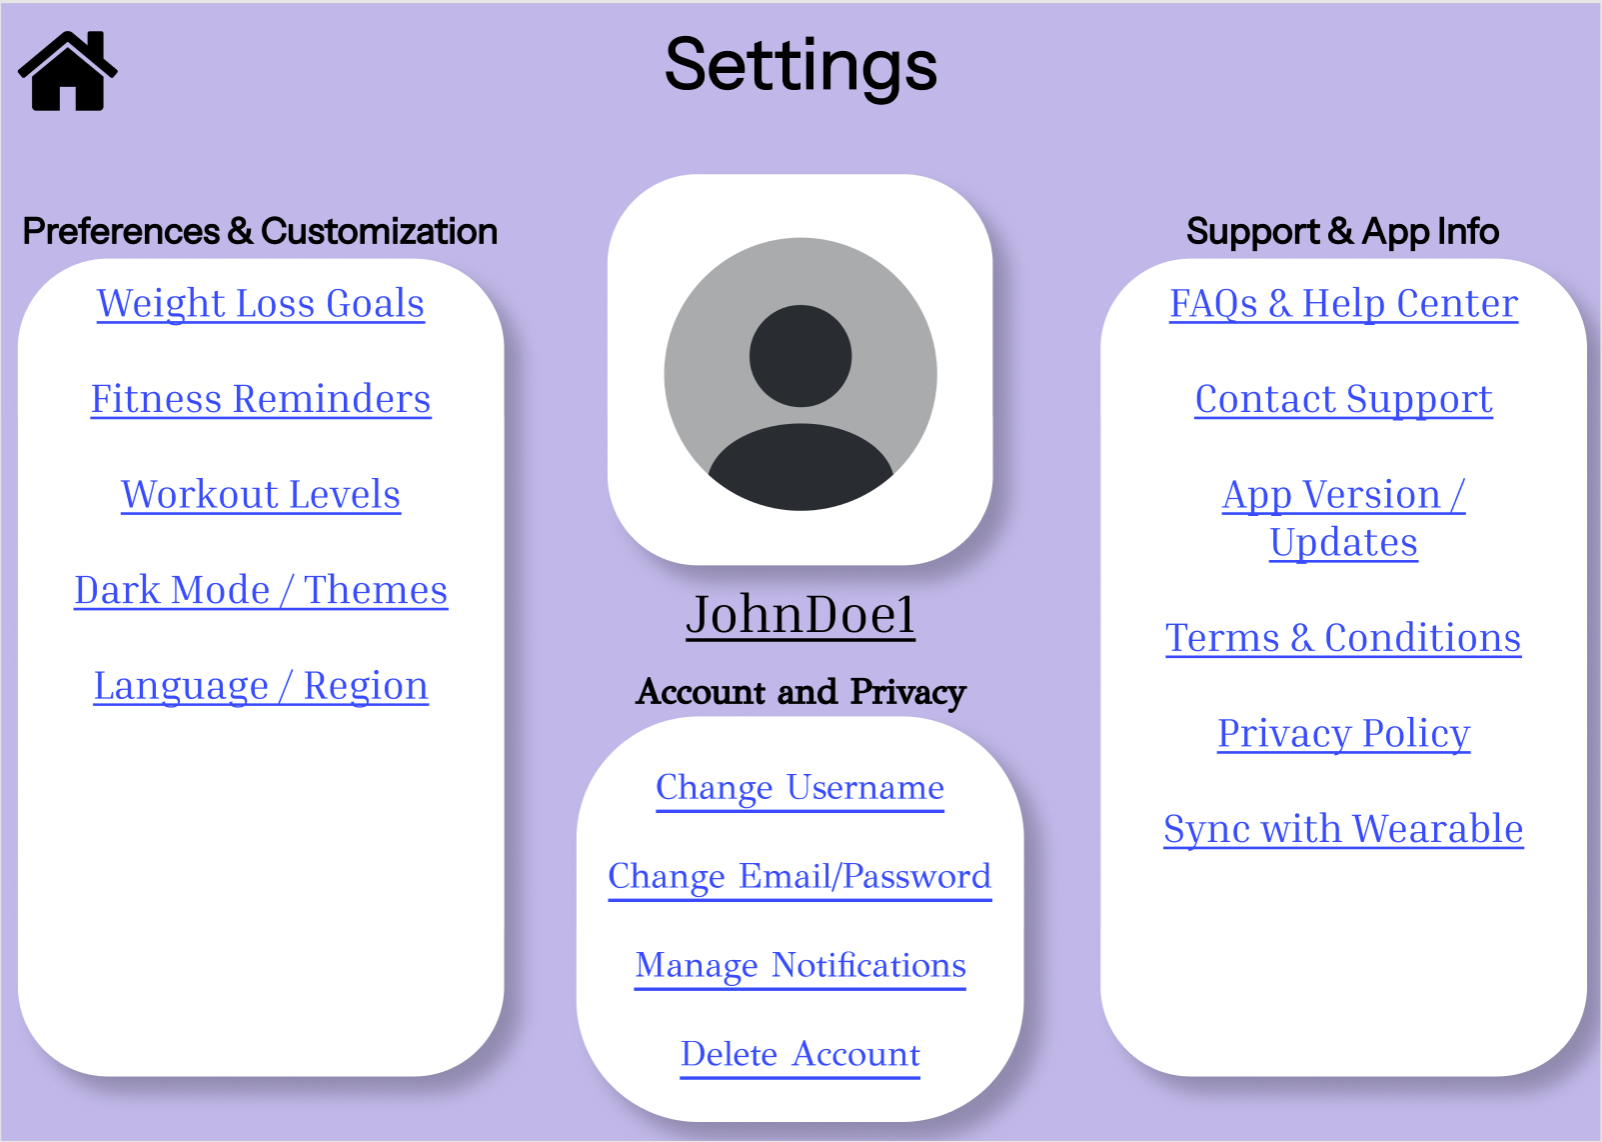 Settings
Preferences & Customization
Weight Loss Goals
Fitness Reminders
Workout Levels
Dark Mode / Themes
Language / Region
JohnDoe1
Account and Privacy
Change Username
Change Email/Password
Manage Notifications
Delete Account
Support & App Info
FAQs & Help Center
Contact Support
App Version /
Updates
Terms & Conditions
Privacy Policy
Sync with Wearable